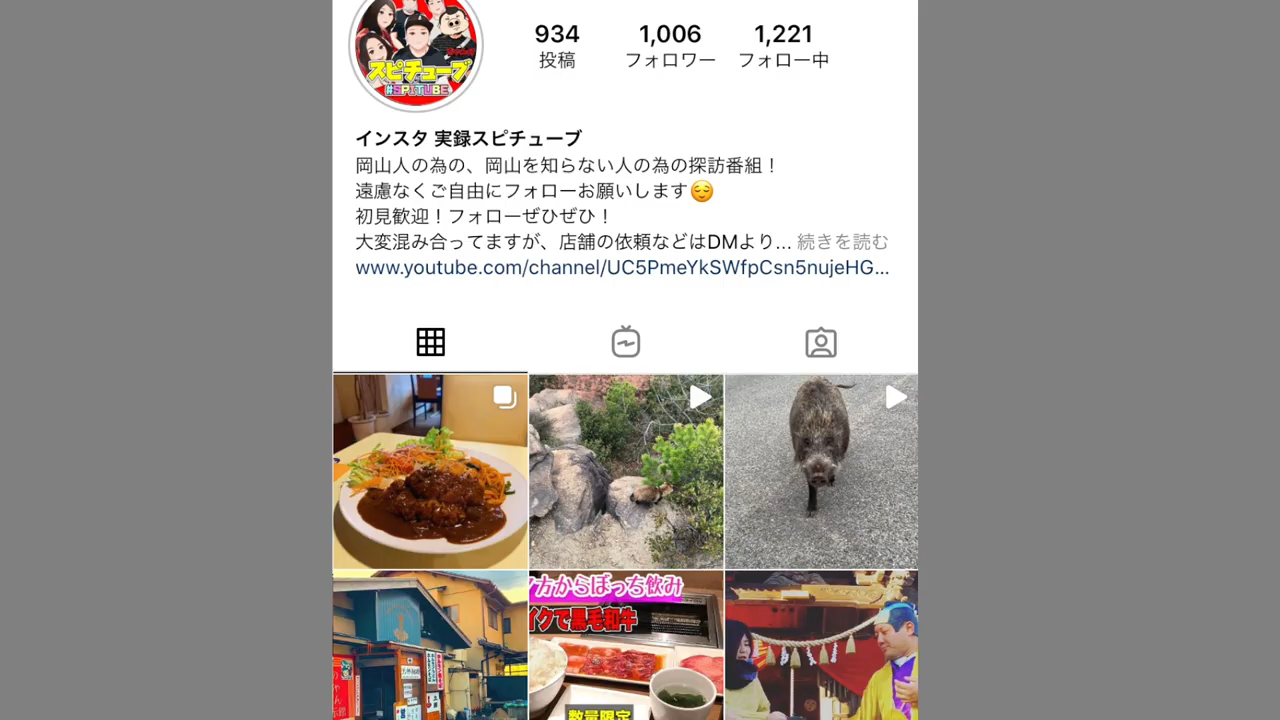 スピチューブ
#SPITUBE
934
投稿
1,006
フォロワー
1,221
フォロー中
インスタ 実録スピチューブ
岡山人の為の、岡山を知らない人の為の探訪番組！
遠慮なくご自由にフォローお願いします😌
初見歓迎！フォローぜひぜひ！
大変混み合ってますが、店舗の依頼などはDMより... 続きを読む
www.youtube.com/channel/UC5PmeYkSWfpCsn5nujeHG...
方からぼっち飲み
イクで黒毛和牛
数量限定